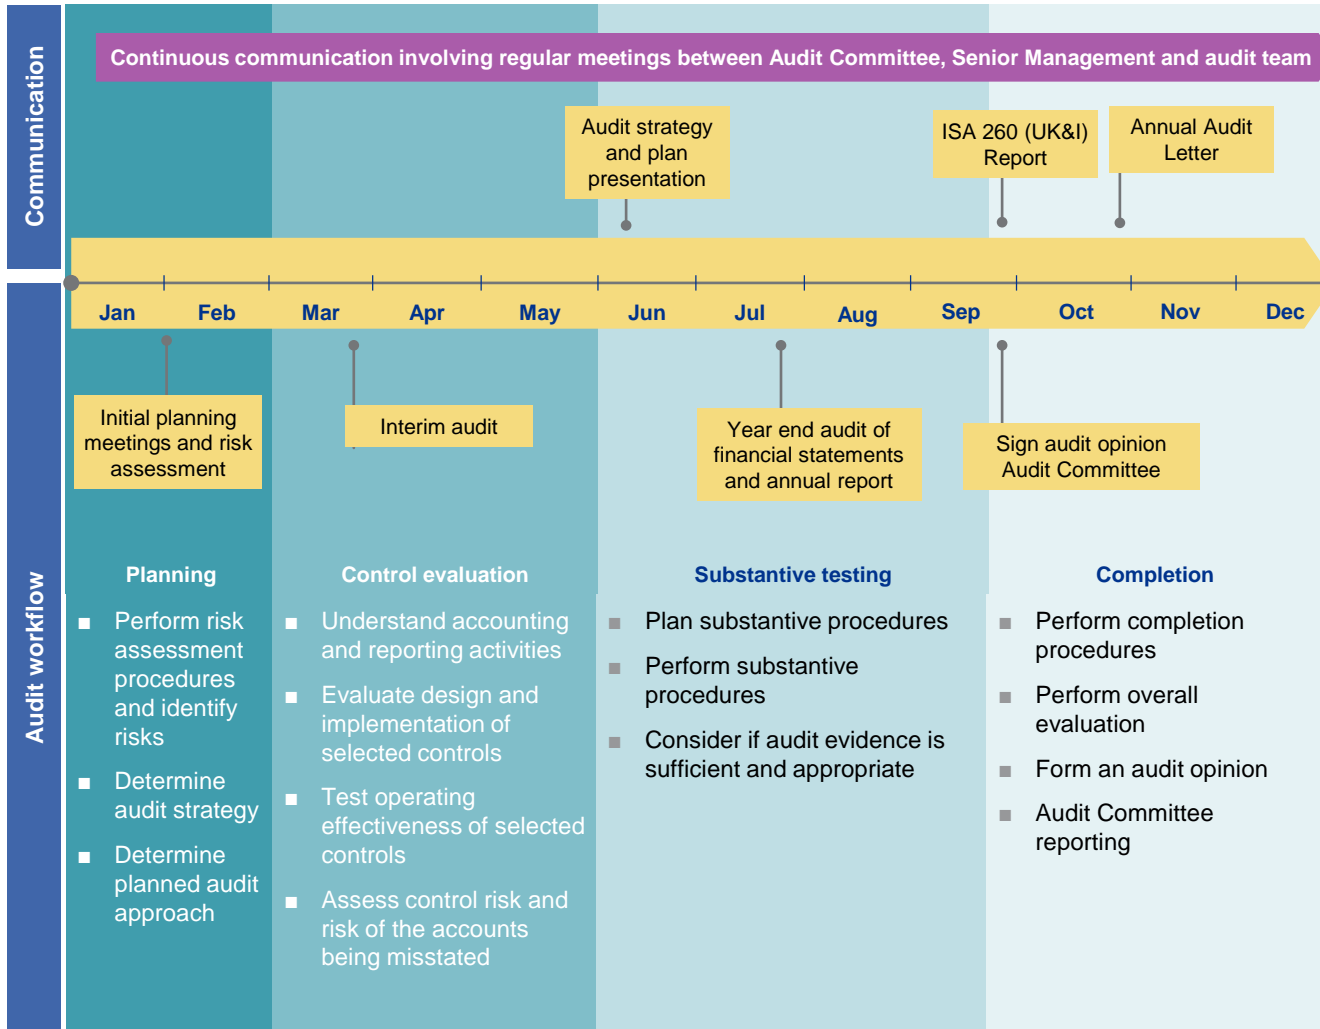 Communication
Continuous communication involving regular meetings between Audit Committee, Senior Management and audit team
Audit strategy
and plan
presentation
ISA 260 (UK&I)
Report
Annual Audit
Letter
Jan Feb Mar Apr May Jun Jul Aug Sep Oct Nov Dec
Audit workflow
Initial planning
meetings and risk
assessment
Interim audit
Year end audit of
financial statements
and annual report
Sign audit opinion
Audit Committee
Planning
■ Perform risk
assessment
procedures
and identify
risks
■ Determine
audit strategy
■ Determine
planned audit
approach
Control evaluation
■ Understand accounting
and reporting activities
■ Evaluate design and
implementation of
selected controls
■ Test operating
effectiveness of selected
controls
■ Assess control risk and
risk of the accounts
being misstated
Substantive testing
■ Plan substantive procedures
■ Perform substantive
procedures
■ Consider if audit evidence is
sufficient and appropriate
Completion
■ Perform completion
procedures
■ Perform overall
evaluation
■ Form an audit opinion
■ Audit Committee
reporting